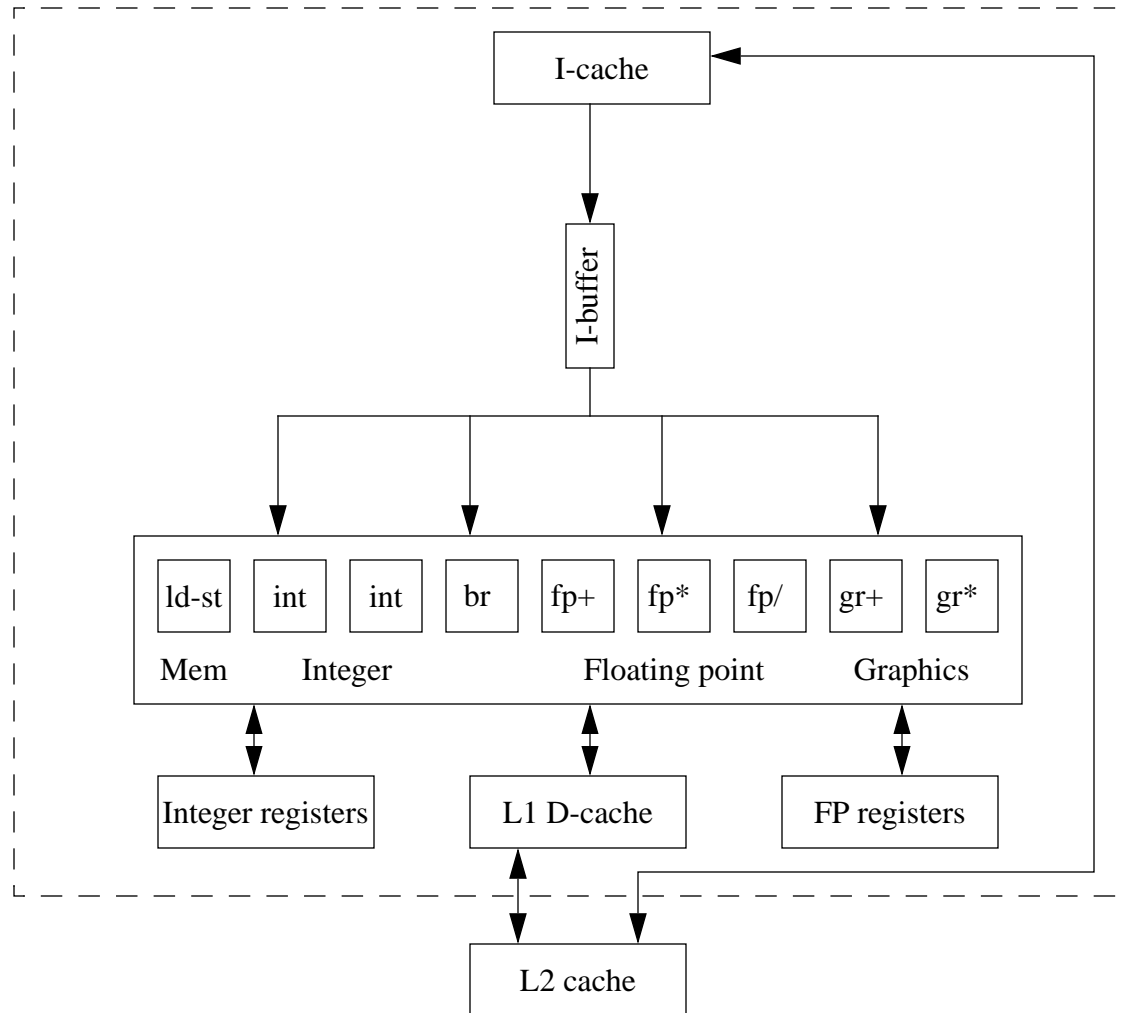 I-cache
I-buffer
ld-st int int br fp+ fp* fp/ gr+ gr*
Mem Integer Floating point Graphics
Integer registers L1 D-cache FP registers
L2 cache